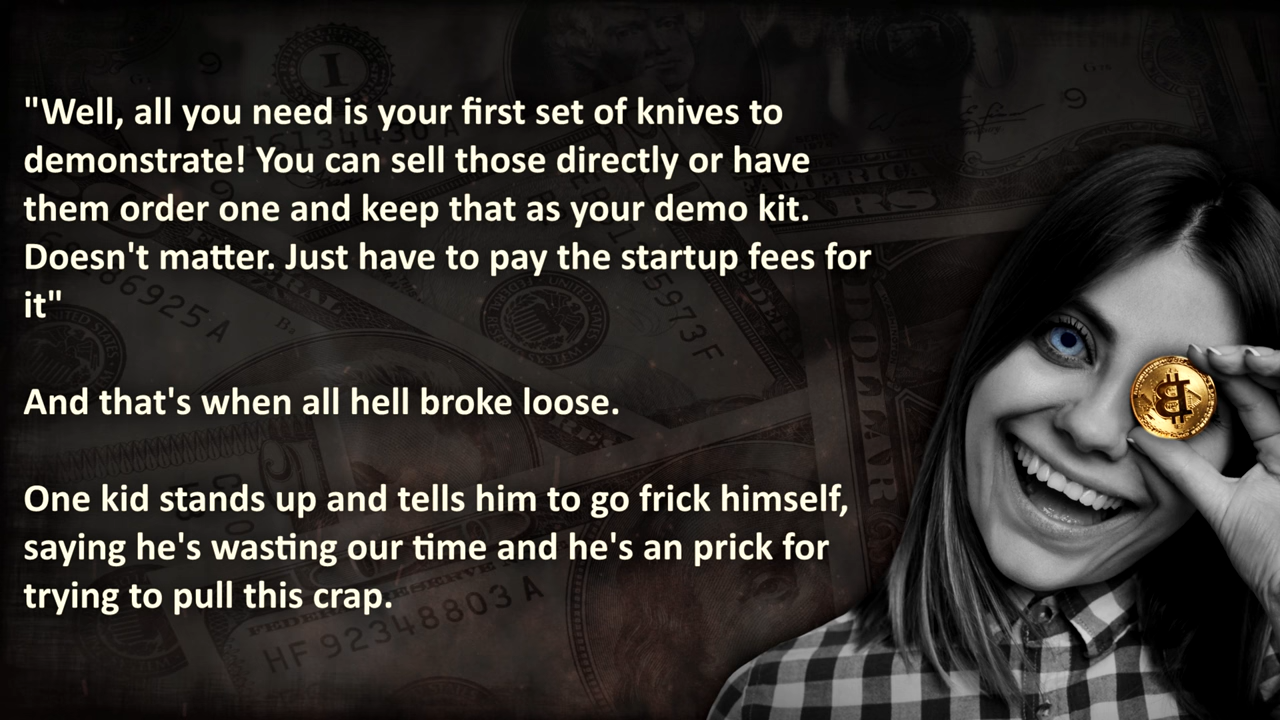 "Well, all you need is your first set of knives to
demonstrate! You can sell those directly or have
them order one and keep that as your demo kit.
Doesn't matter. Just have to pay the startup fees for
it"
And that's when all hell broke loose.
One kid stands up and tells him to go frick himself,
saying he's wasting our time and he's an prick for
trying to pull this crap.
HF 92348803 A